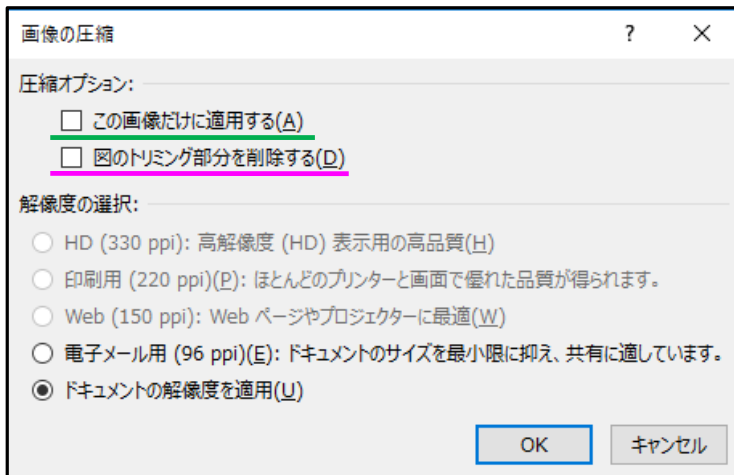 画像の圧縮
?
×
圧縮オプション:
この画像だけに適用する(A)
図のトリミング部分を削除する(D)
解像度の選択:
HD (330 ppi): 高解像度 (HD) 表示用の高品質(H)
印刷用 (220 ppi)(P): ほとんどのプリンターと画面で優れた品質が得られます。
Web (150 ppi): Web ページやプロジェクターに最適(W)
電子メール用 (96 ppi)(E): ドキュメントのサイズを最小限に抑え、共有に適しています。
ドキュメントの解像度を適用(U)
OK
キャンセル